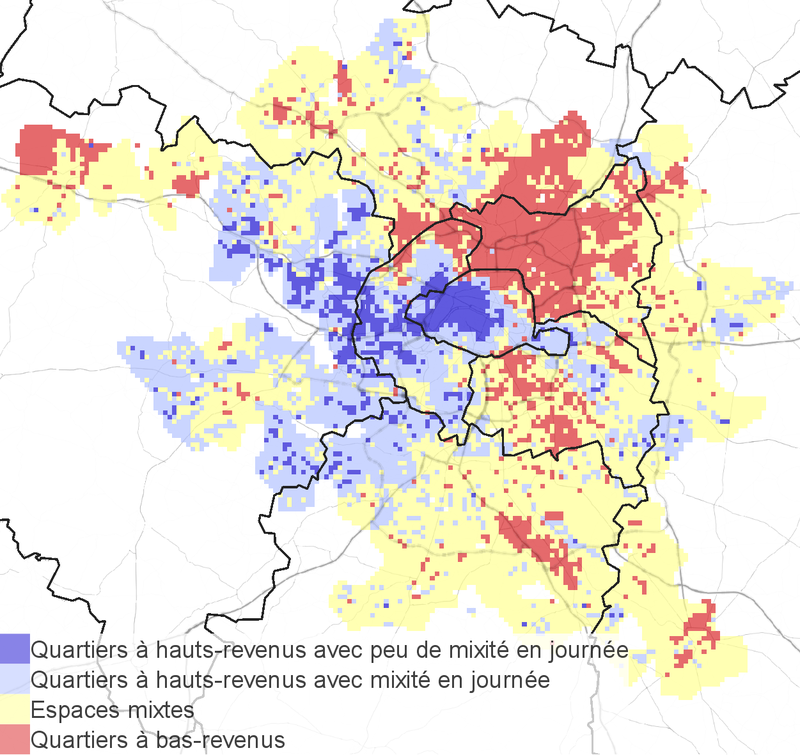 Quartiers à hauts-revenus avec peu de mixité en journée
Quartiers à hauts-revenus avec mixité en journée
Espaces mixtes
Quartiers à bas-revenus